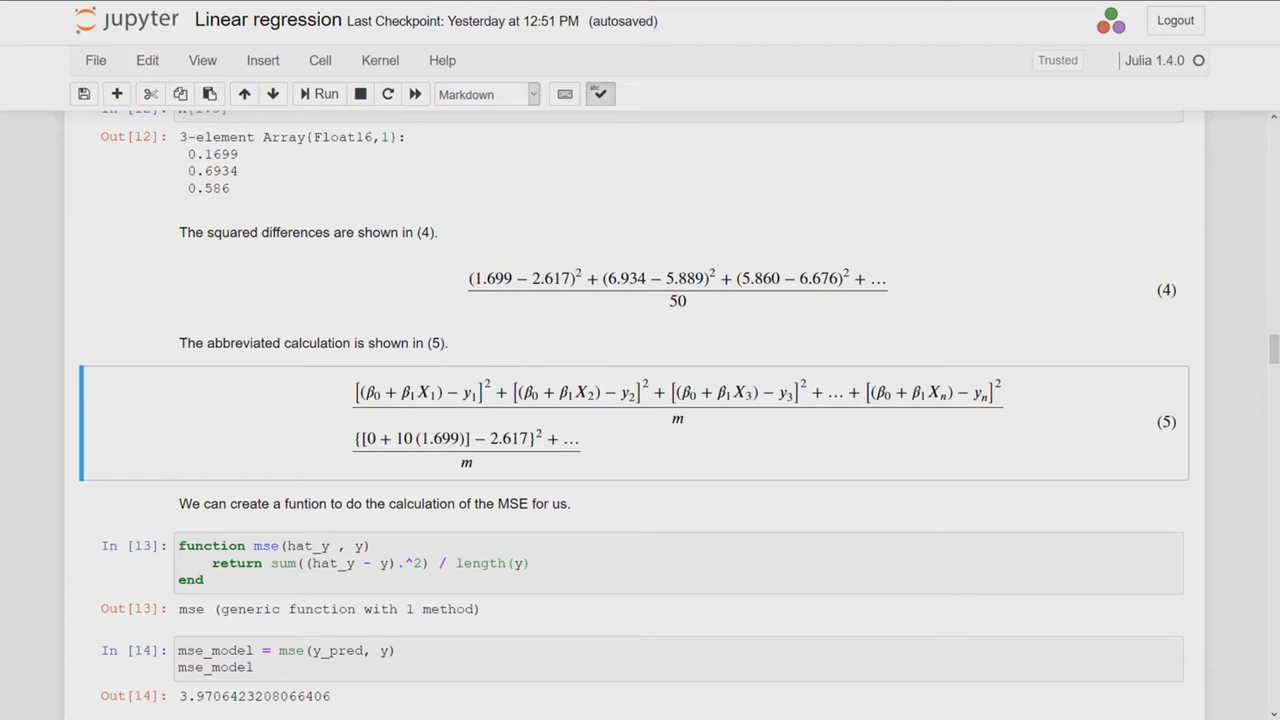 jupyter Linear regression Last Checkpoint: Yesterday at 12:51 PM (autosaved) Logout
File Edit View Insert Cell Kernel Help Trusted Julia 1.4.0
Run Markdown
Out[12]: 3-element Array{Float16,1}:
0.1699
0.6934
0.586
The squared differences are shown in (4).
(1.699 − 2.617)² + (6.934 − 5.889)² + (5.860 − 6.676)² + …
50
(4)
The abbreviated calculation is shown in (5).
[(β₀ + β₁X₁) − y₁]² + [(β₀ + β₁X₂) − y₂]² + [(β₀ + β₁X₃) − y₃]² + … + [(β₀ + β₁Xₙ) − yₙ]²
m
(5)
{[0 + 10 (1.699)] − 2.617}² + …
m
We can create a funtion to do the calculation of the MSE for us.
In [13]: function mse(hat_y , y)
return sum((hat_y - y).^2) / length(y)
end
Out[13]: mse (generic function with 1 method)
In [14]: mse_model = mse(y_pred, y)
mse_model
Out[14]: 3.9706423208066406